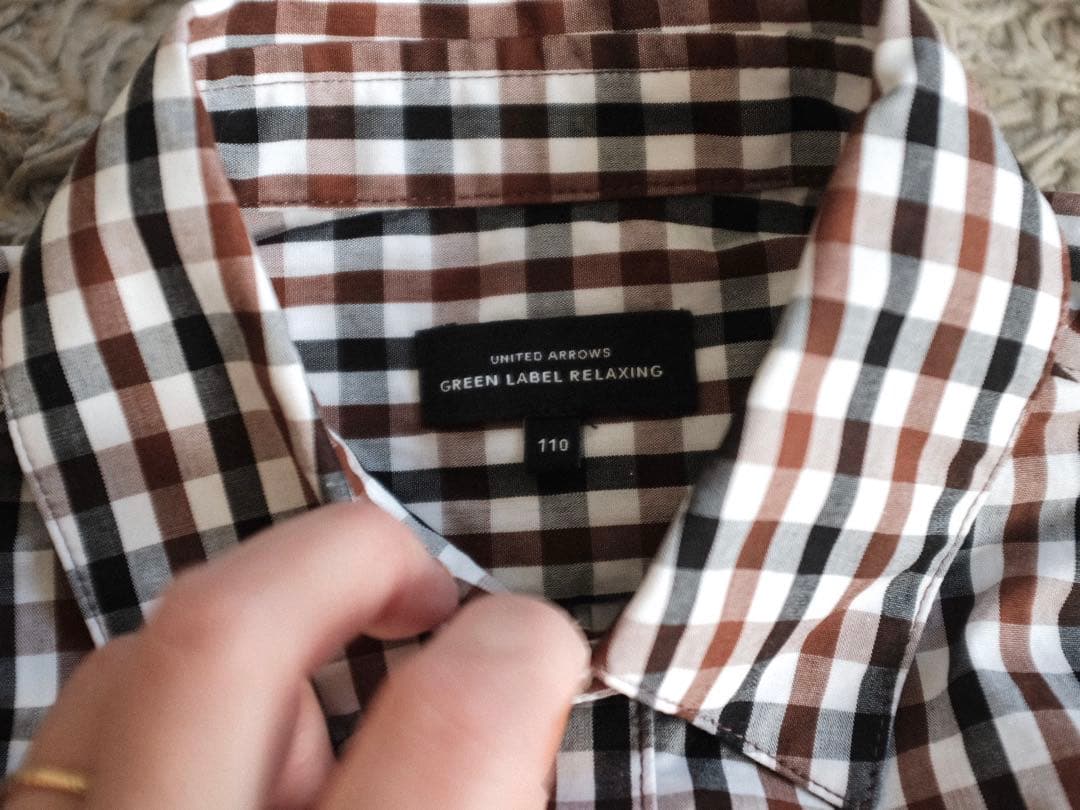 UNITED ARROWS
GREEN LABEL RELAXING
110